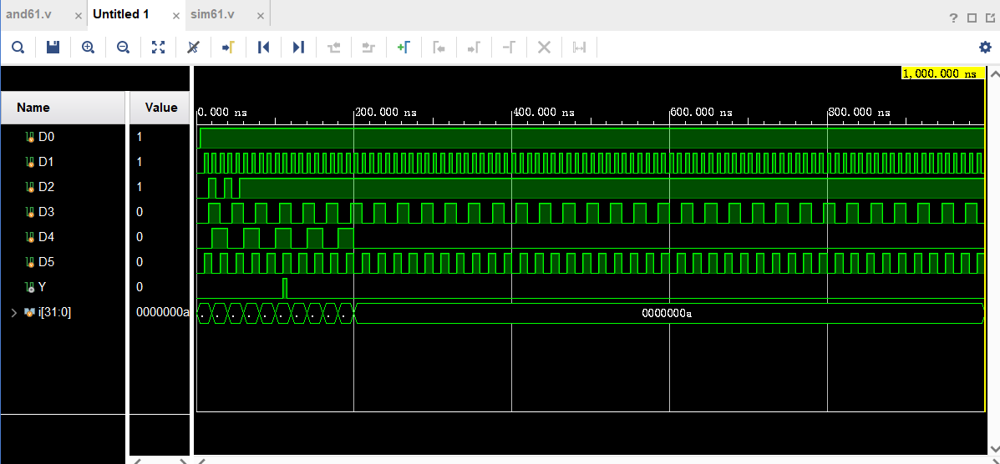 and61.v × Untitled 1 × sim61.v ×
?
1,000.000 ns
Name Value 0.000 ns 200.000 ns 400.000 ns 600.000 ns 800.000 ns
D0 1
D1 1
D2 1
D3 0
D4 0
D5 0
Y 0
i[31:0] 0000000a . . . . . . . . . . 0000000a